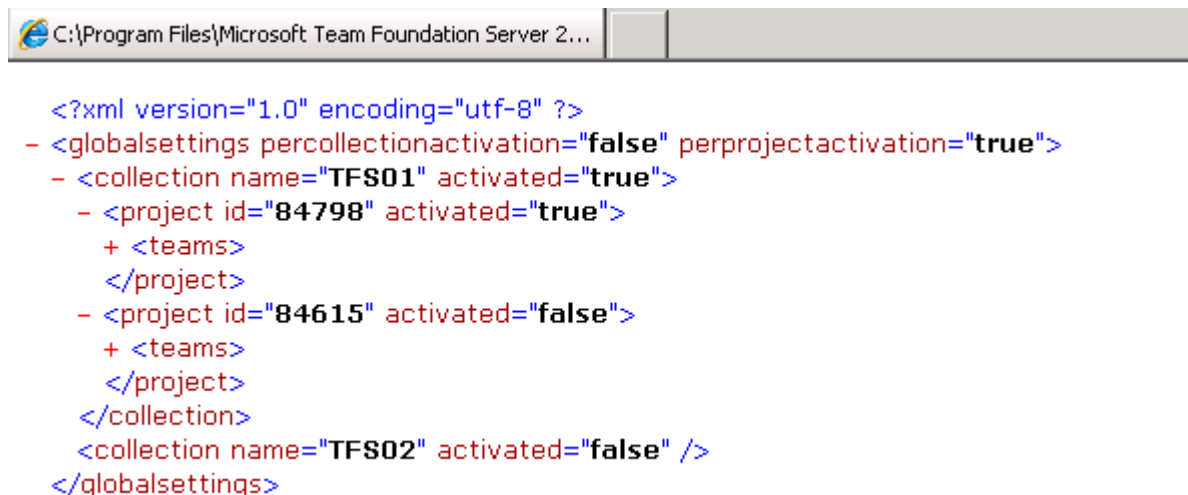 C:\Program Files\Microsoft Team Foundation Server 2...
<?xml version="1.0" encoding="utf-8" ?>
- <globalsettings percollectionactivation="false" perprojectactivation="true">
- <collection name="TFS01" activated="true">
- <project id="84798" activated="true">
+ <teams>
</project>
- <project id="84615" activated="false">
+ <teams>
</project>
</collection>
<collection name="TFS02" activated="false" />
</globalsettings>